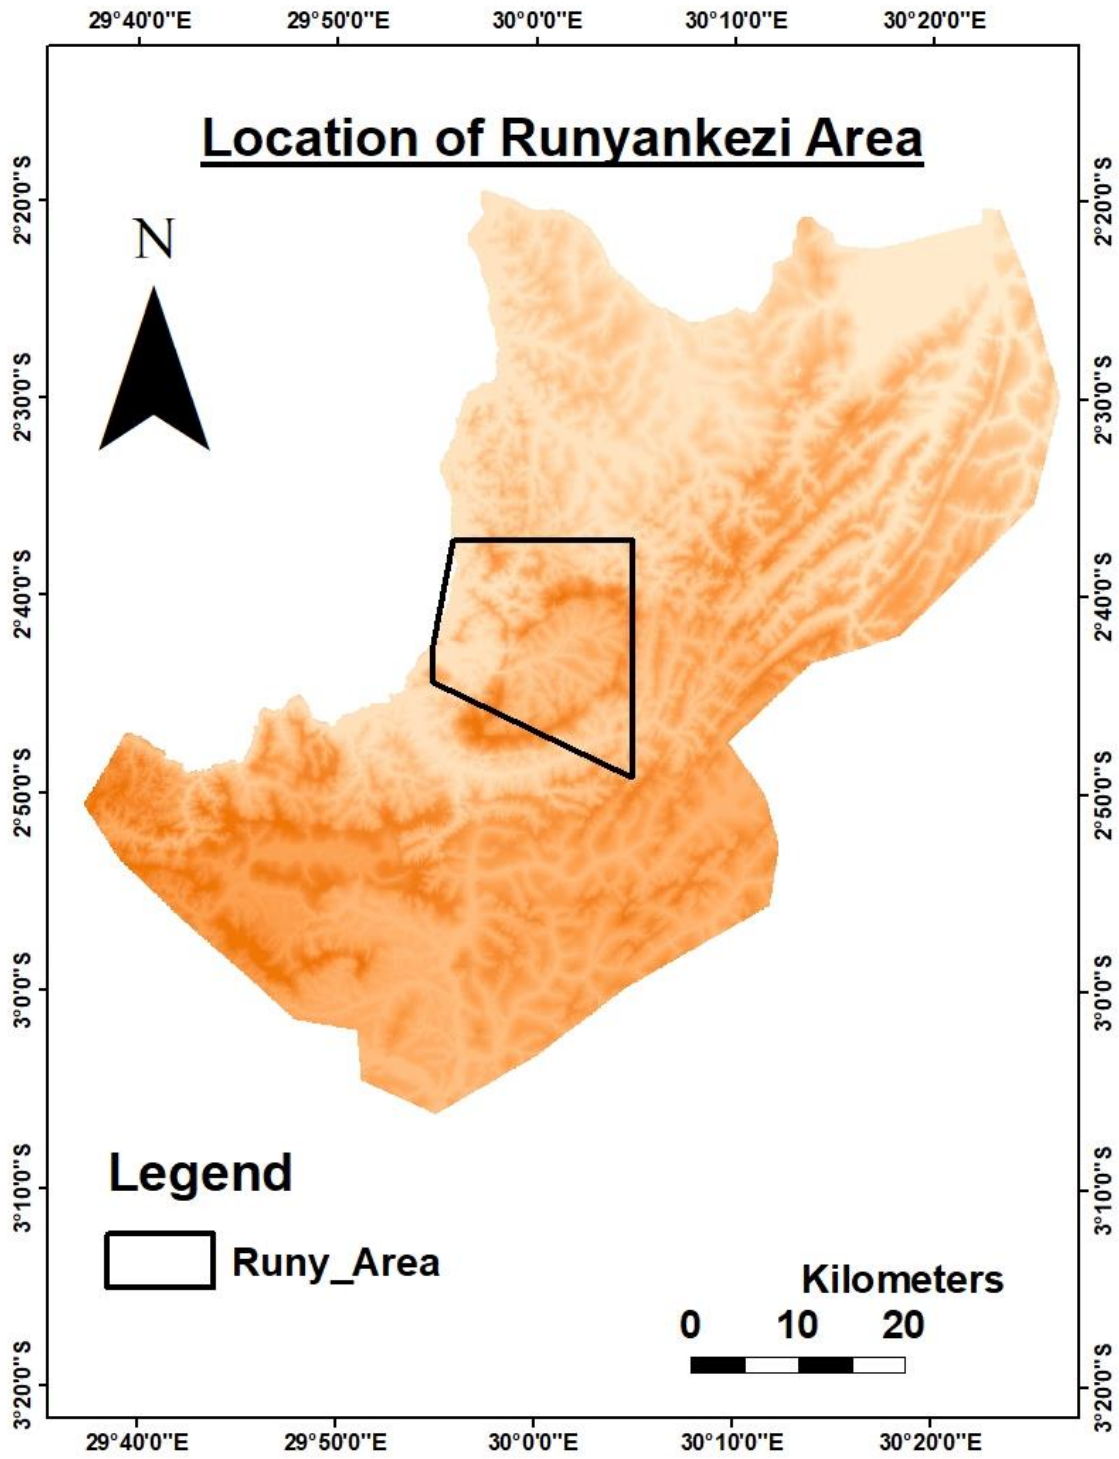 29°40'0"E 29°50'0"E 30°0'0"E 30°10'0"E 30°20'0"E
Location of Runyankezi Area
N
2°20'0"S 2°20'0"S
2°30'0"S 2°30'0"S
2°40'0"S 2°40'0"S
2°50'0"S 2°50'0"S
3°0'0"S 3°0'0"S
Legend
3°10'0"S 3°10'0"S
Runy_Area
Kilometers
0 10 20
3°20'0"S 3°20'0"S
29°40'0"E 29°50'0"E 30°0'0"E 30°10'0"E 30°20'0"E